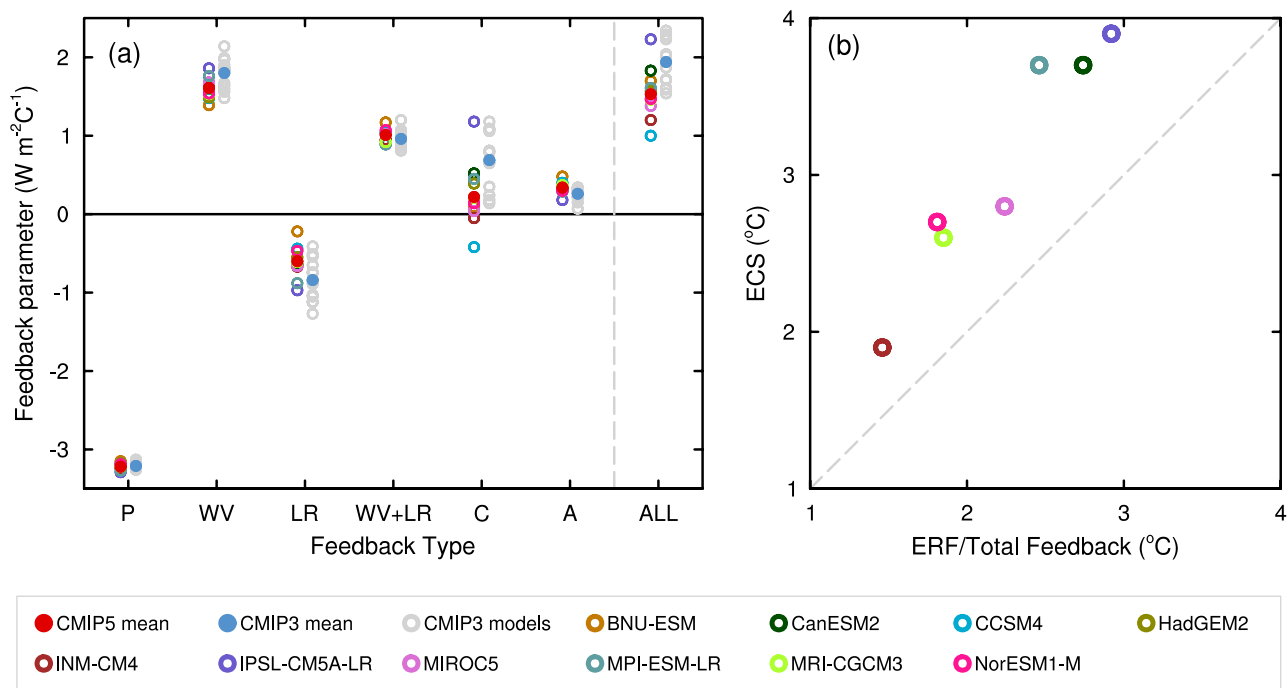 (a)
2
1
0
-1
-2
-3
Feedback parameter (W m⁻²C⁻¹)
P WV LR WV+LR C A ALL
Feedback Type
(b)
4
3
2
1
ECS (°C)
1 2 3 4
ERF/Total Feedback (°C)
CMIP5 mean CMIP3 mean CMIP3 models BNU-ESM CanESM2 CCSM4 HadGEM2
INM-CM4 IPSL-CM5A-LR MIROC5 MPI-ESM-LR MRI-CGCM3 NorESM1-M